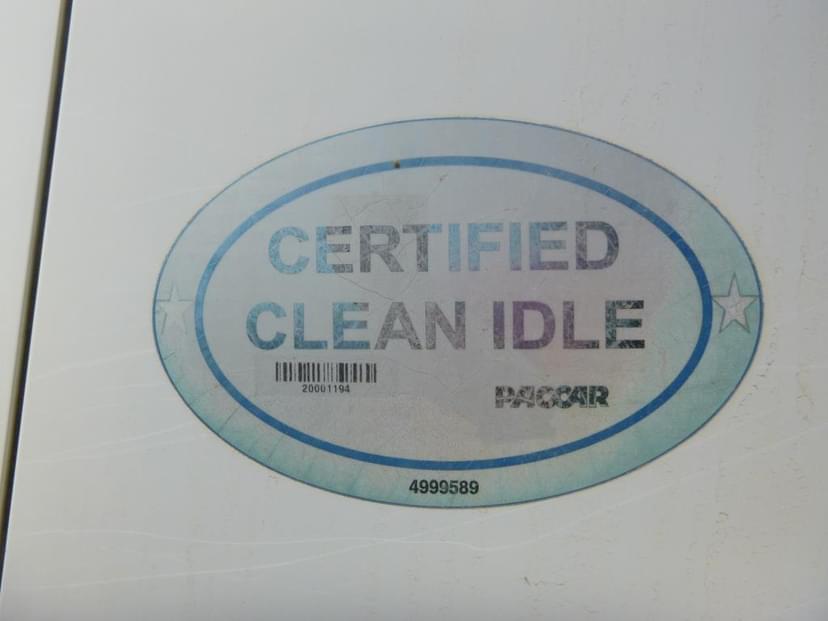 CERTIFIED
CLEAN IDLE
20001194
PACCAR
4999589